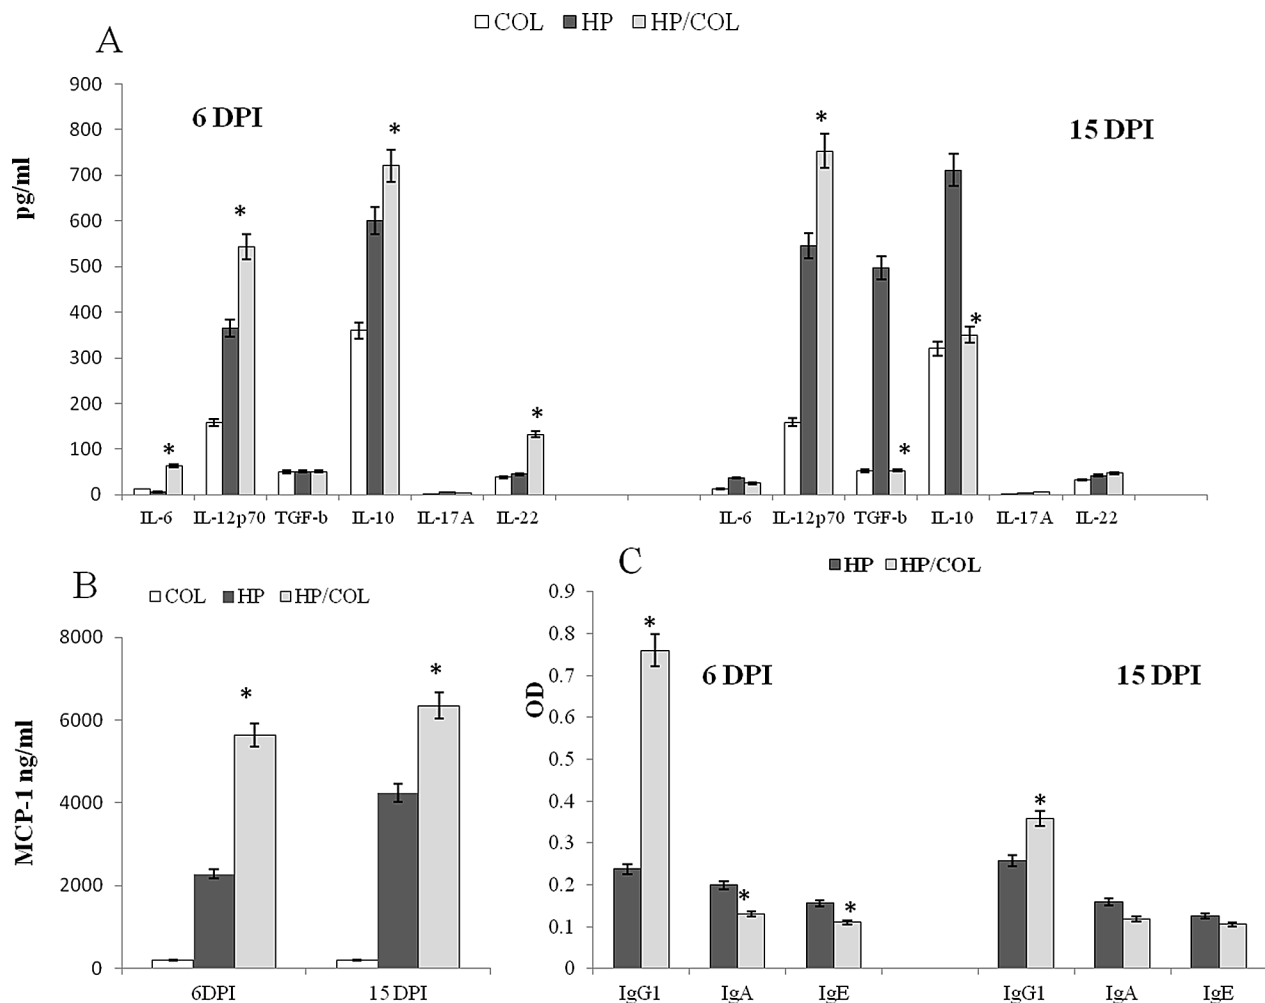 COL HP HP/COL
A
900
800
700
600
500
400
300
200
100
0
pg/ml
6 DPI
15 DPI
* * * * * * * *
IL-6 IL-12p70 TGF-b IL-10 IL-17A IL-22 IL-6 IL-12p70 TGF-b IL-10 IL-17A IL-22
B
COL HP HP/COL
8000
6000
4000
2000
0
MCP-1 ng/ml
* *
6DPI 15 DPI
C
HP HP/COL
0.9
0.8
0.7
0.6
0.5
0.4
0.3
0.2
0.1
0
OD
6 DPI
15 DPI
* * * *
IgG1 IgA IgE IgG1 IgA IgE